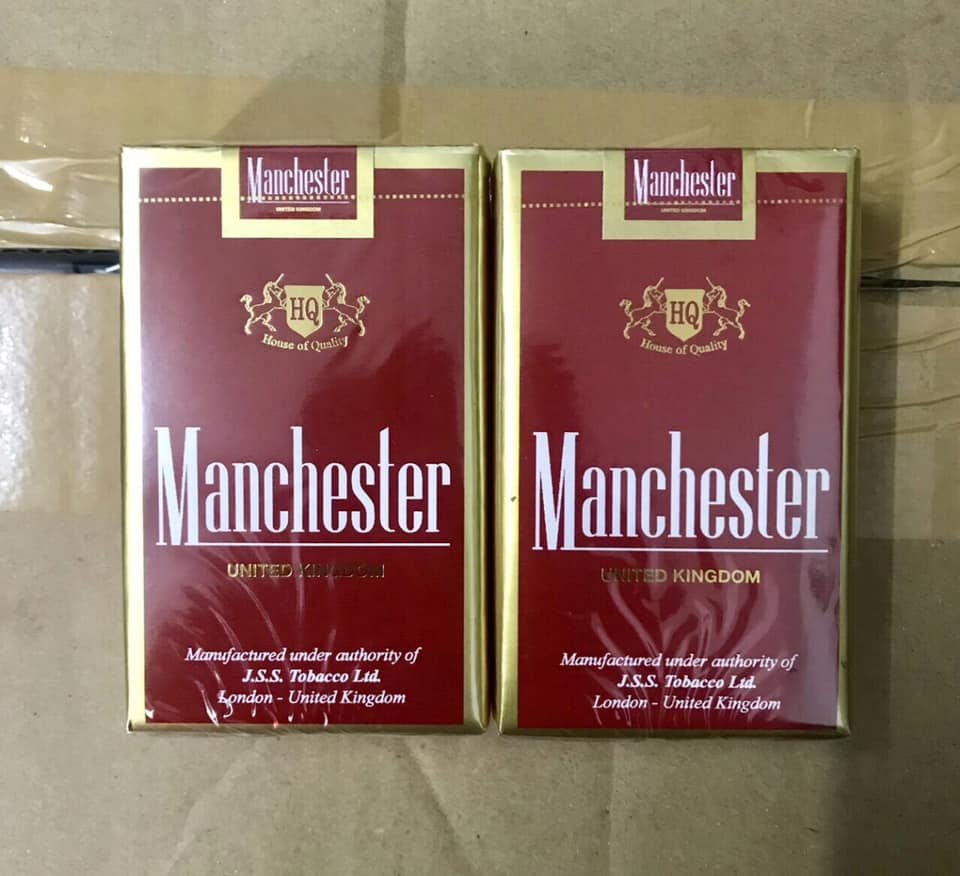 Manchester
UNITED KINGDOM
HQ
House of Quality
Manchester
UNITED KINGDOM
Manufactured under authority of
J.S.S. Tobacco Ltd.
London - United Kingdom
Manchester
UNITED KINGDOM
HQ
House of Quality
Manchester
UNITED KINGDOM
Manufactured under authority of
J.S.S. Tobacco Ltd.
London - United Kingdom